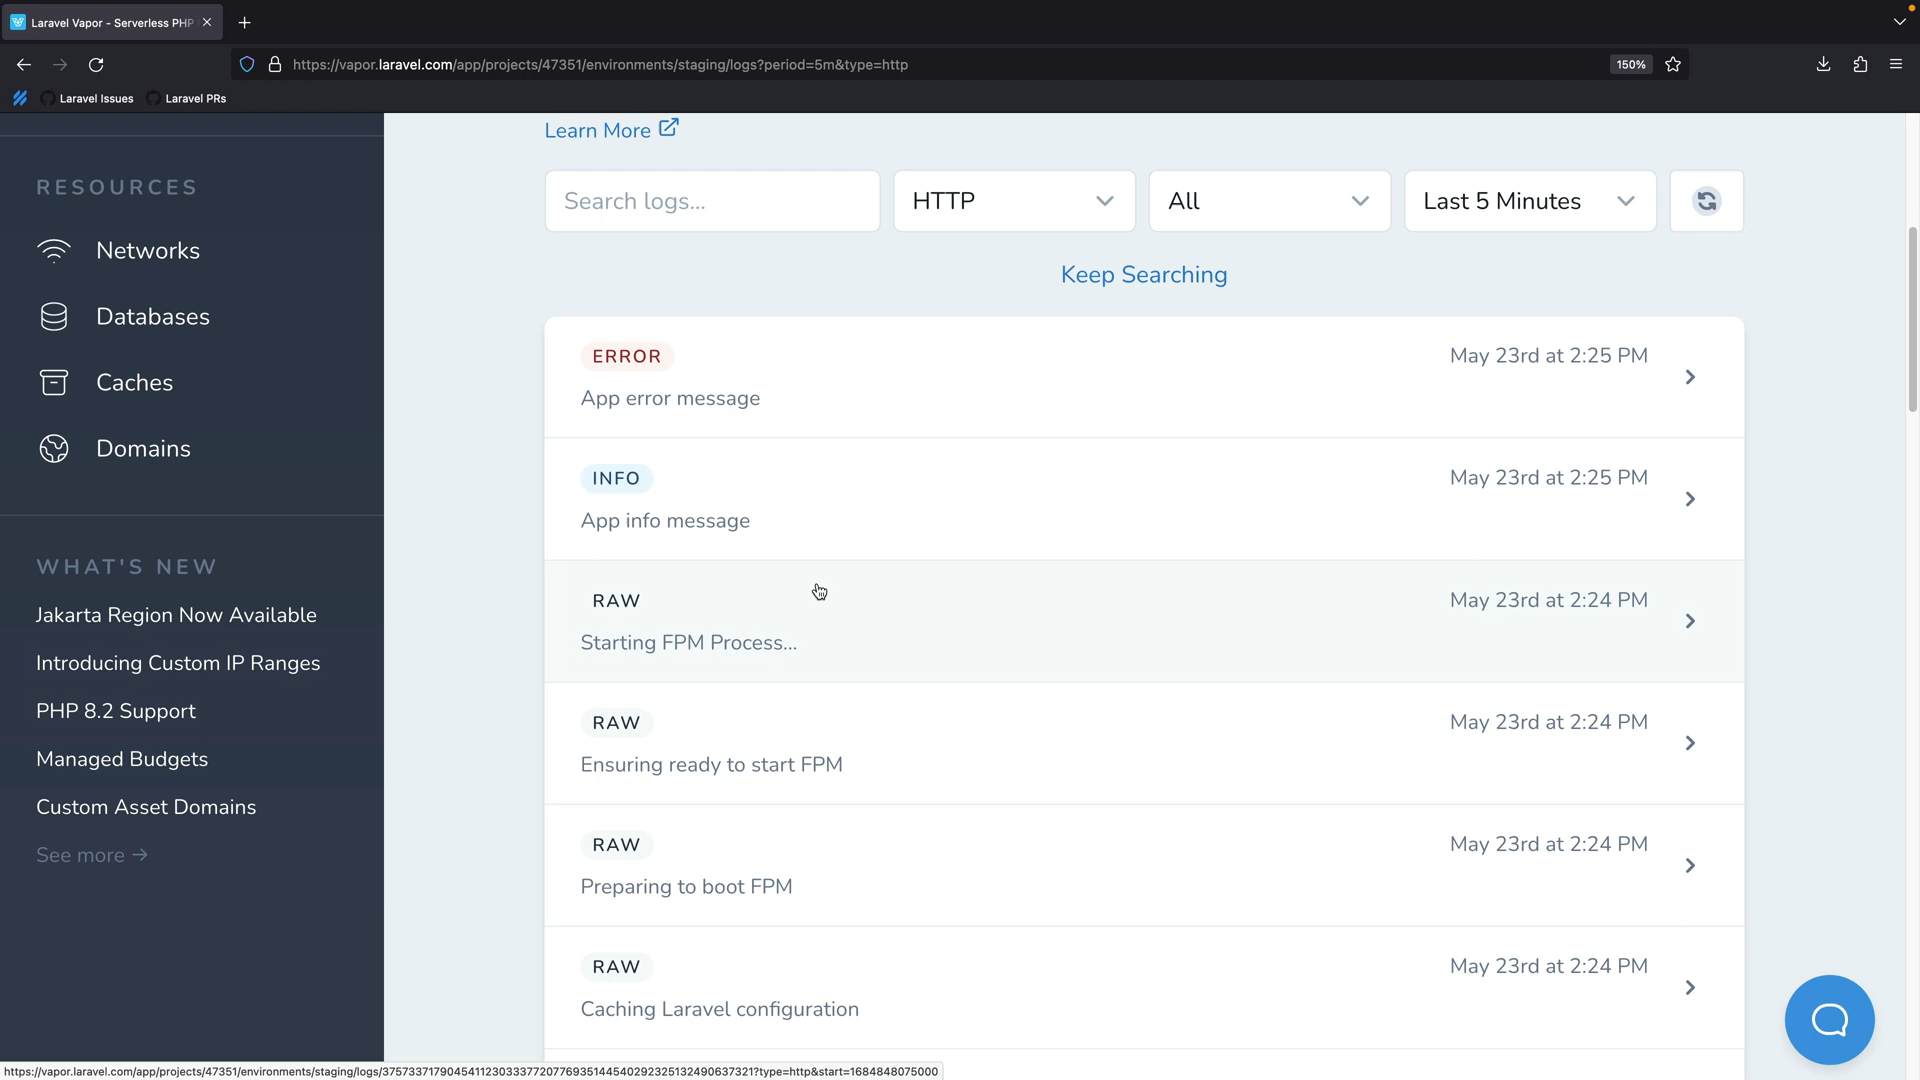 Laravel Vapor - Serverless PHP
https://vapor.laravel.com/app/projects/47351/environments/staging/logs?period=5m&type=http
150%
Laravel Issues
Laravel PRs
Learn More
RESOURCES
Networks
Databases
Caches
Domains
WHAT'S NEW
Jakarta Region Now Available
Introducing Custom IP Ranges
PHP 8.2 Support
Managed Budgets
Custom Asset Domains
See more →
Search logs...
HTTP
All
Last 5 Minutes
Keep Searching
ERROR
May 23rd at 2:25 PM
App error message
INFO
May 23rd at 2:25 PM
App info message
RAW
May 23rd at 2:24 PM
Starting FPM Process...
RAW
May 23rd at 2:24 PM
Ensuring ready to start FPM
RAW
May 23rd at 2:24 PM
Preparing to boot FPM
RAW
May 23rd at 2:24 PM
Caching Laravel configuration
https://vapor.laravel.com/app/projects/47351/environments/staging/logs/37573371790454112303337720776935144540292325132490637321?type=http&start=1684848075000